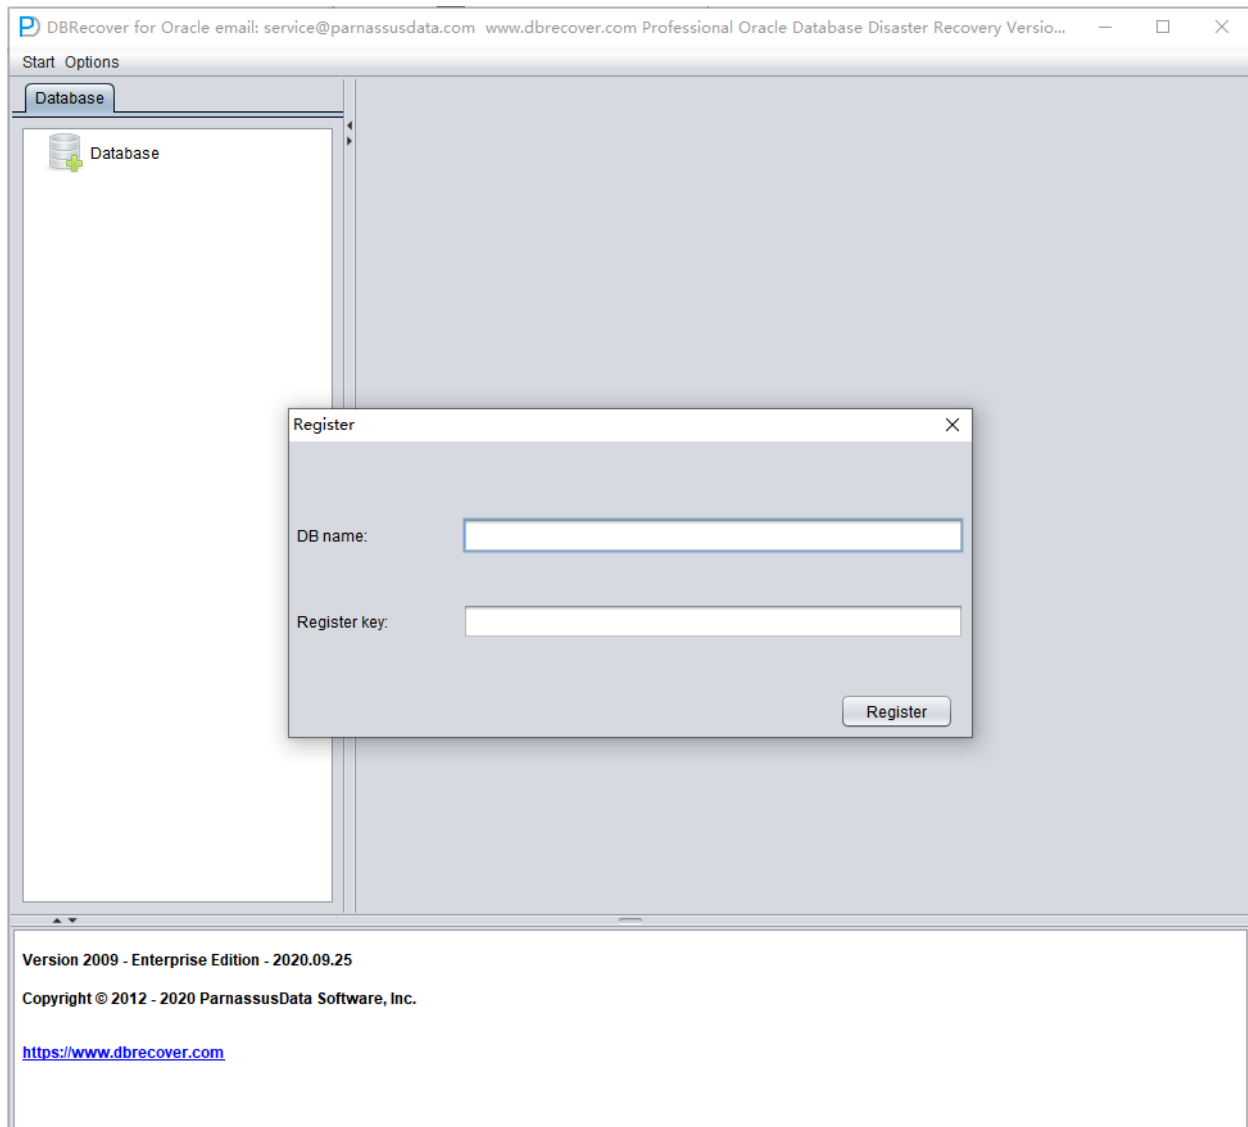 DBRecover for Oracle email: service@parnassusdata.com  www.dbrecover.com Professional Oracle Database Disaster Recovery Versio...
Start Options
Database
Database
Register
DB name:
Register key:
Register
Version 2009 - Enterprise Edition - 2020.09.25
Copyright © 2012 - 2020 ParnassusData Software, Inc.
https://www.dbrecover.com